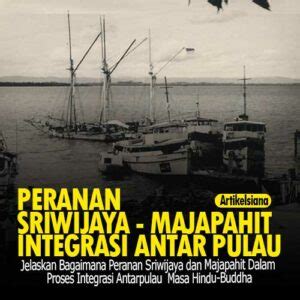 Artikelsiana
PERANAN
SRIWIJAYA - MAJAPAHIT
INTEGRASI ANTAR PULAU
Jelaskan Bagaimana Peranan Sriwijaya dan Majapahit Dalam
Proses Integrasi Antarpulau Masa Hindu-Buddha